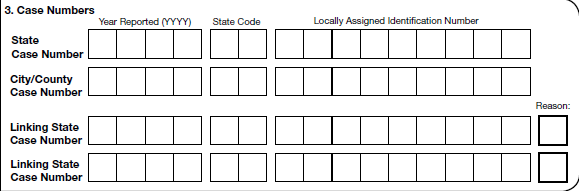 3. Case Numbers
Year Reported (YYYY) State Code Locally Assigned Identification Number
State
Case Number
City/County
Case Number
Reason:
Linking State
Case Number
Linking State
Case Number